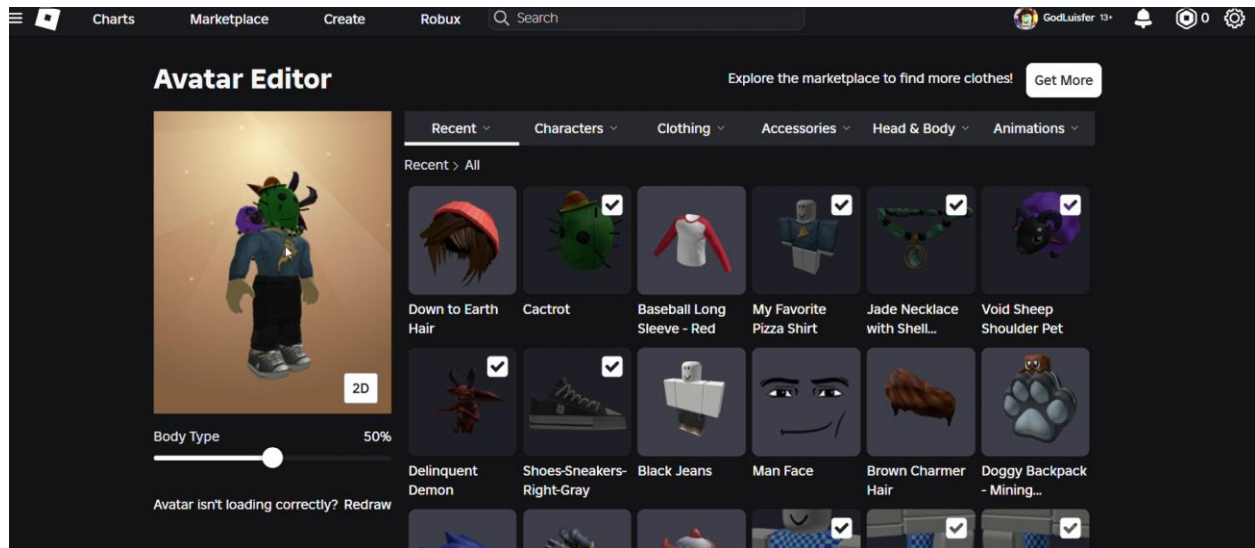 Charts Marketplace Create Robux Search GodLuisfer 13+ 0
Avatar Editor
Explore the marketplace to find more clothes! Get More
Recent Characters Clothing Accessories Head & Body Animations
Recent > All
Down to Earth
Hair
Cactrot
Baseball Long
Sleeve - Red
My Favorite
Pizza Shirt
Jade Necklace
with Shell...
Void Sheep
Shoulder Pet
2D
Body Type 50%
Delinquent
Demon
Shoes-Sneakers-
Right-Gray
Black Jeans
Man Face
Brown Charmer
Hair
Doggy Backpack
- Mining...
Avatar isn't loading correctly? Redraw